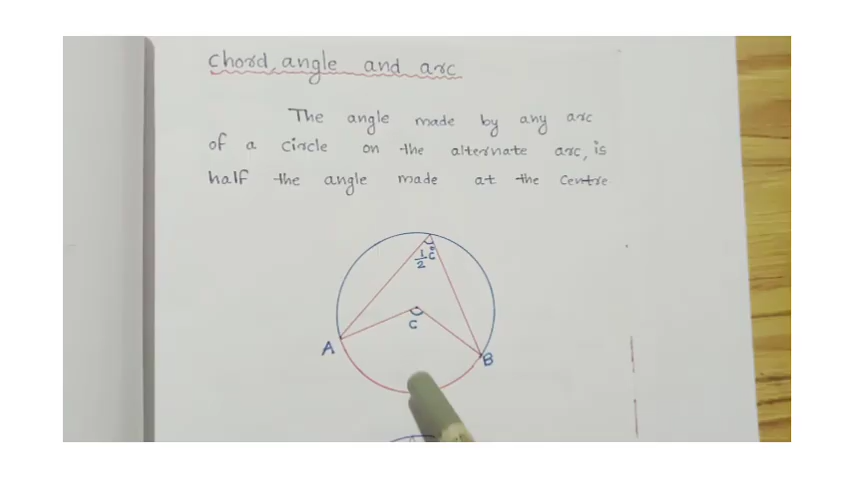 Chord, angle and arc
The angle made by any arc
of a circle on the alternate arc, is
half the angle made at the centre
1/2 c°
c
A
B